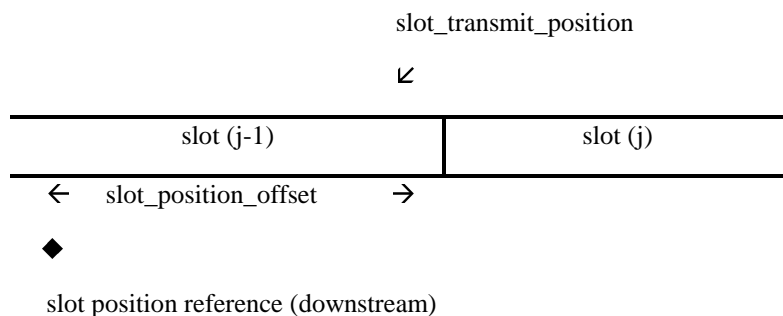 slot_transmit_position
slot (j-1) slot (j)
slot_position_offset
slot position reference (downstream)